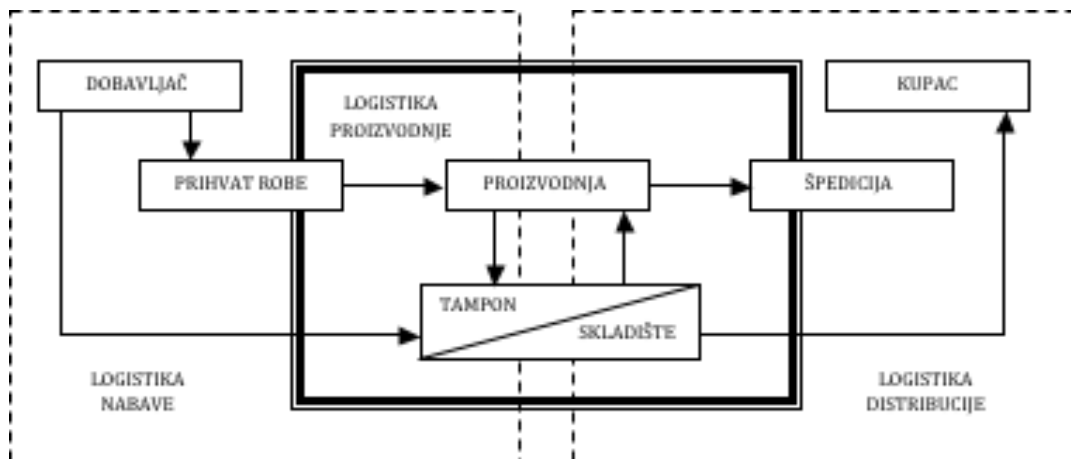 DOBAVLJAČ
KUPAC
LOGISTIKA
PROIZVODNJE
PRIHVAT ROBE
PROIZVODNJA
ŠPEDICIJA
TAMPON
SKLADIŠTE
LOGISTIKA
NABAVE
LOGISTIKA
DISTRIBUCIJE